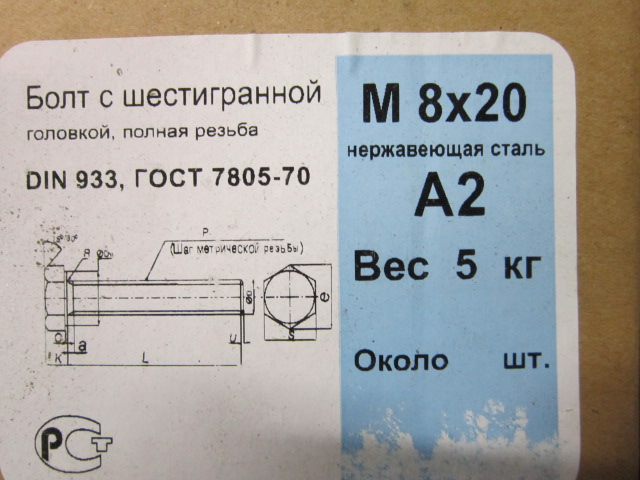 Болт с шестигранной
головкой, полная резьба
DIN 933, ГОСТ 7805-70
М 8х20
нержавеющая сталь
А2
Вес 5 кг
Около шт.
P
(Шаг метрической резьбы)
R
e
s
a
K
L
u
РСТ